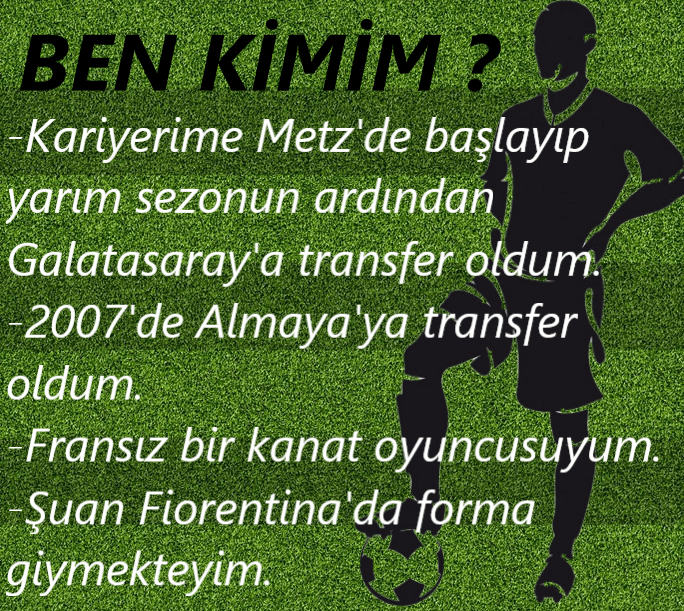 BEN KİMİM ?
-Kariyerime Metz'de başlayıp
yarım sezonun ardından
Galatasaray'a transfer oldum.
-2007'de Almaya'ya transfer
oldum.
-Fransız bir kanat oyuncusuyum.
-Şuan Fiorentina'da forma
giymekteyim.